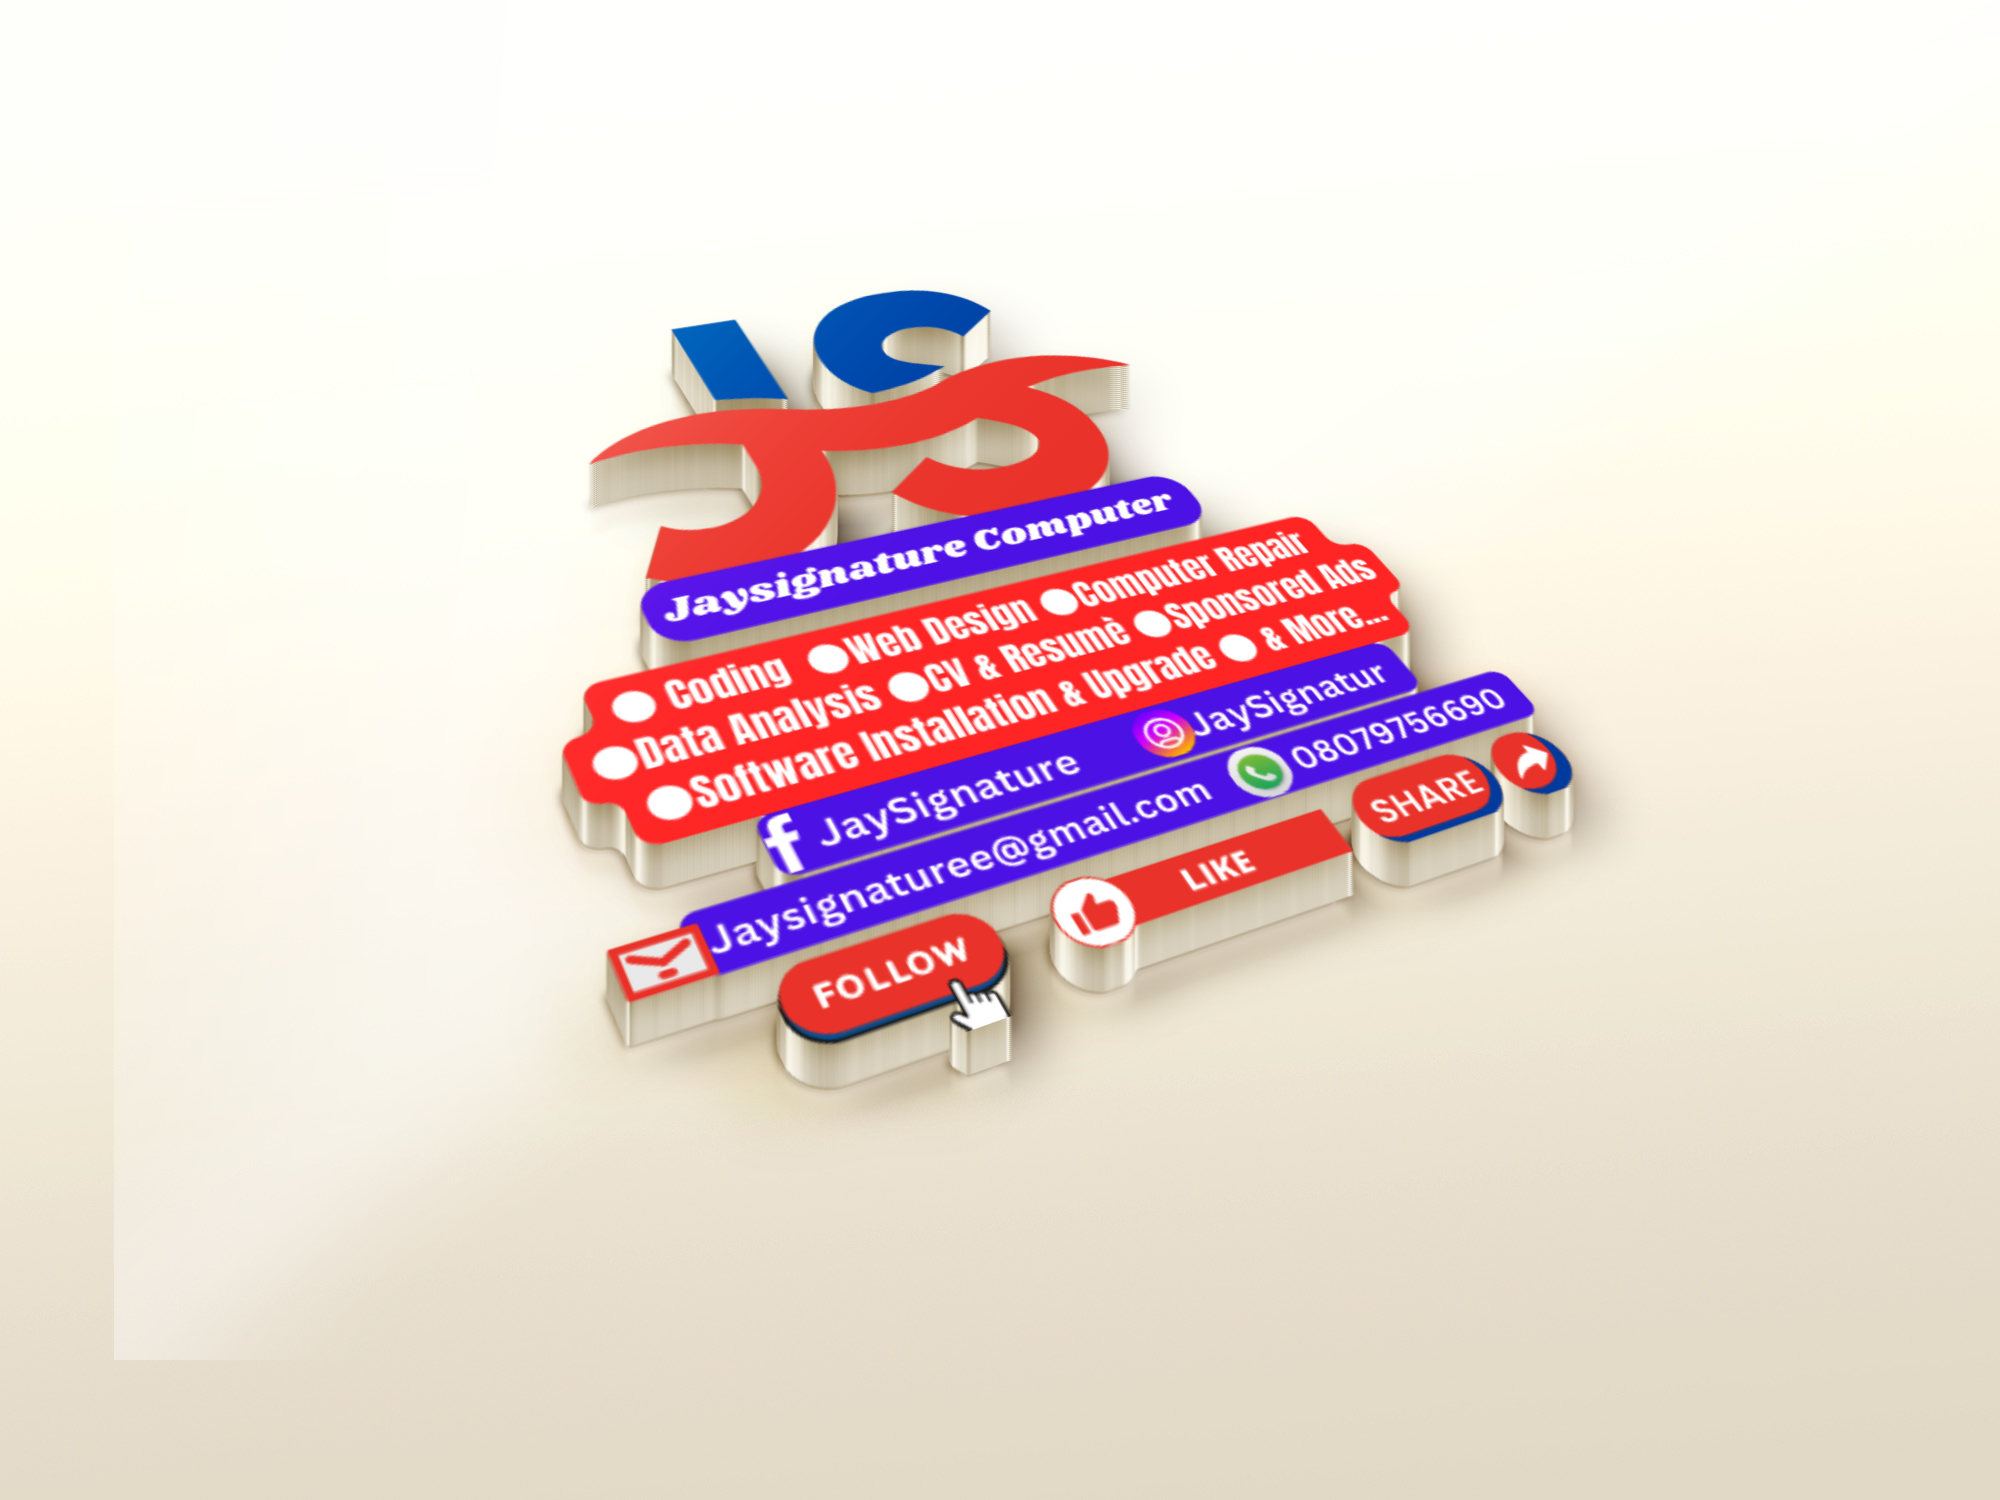 JS
Jaysignature Computer
● Coding ●Web Design ●Computer Repair
●Data Analysis ●CV & Resumè ●Sponsored Ads
●Software Installation & Upgrade ● & More...
JaySignature JaySignatur
Jaysignaturee@gmail.com 08079756690
FOLLOW LIKE SHARE